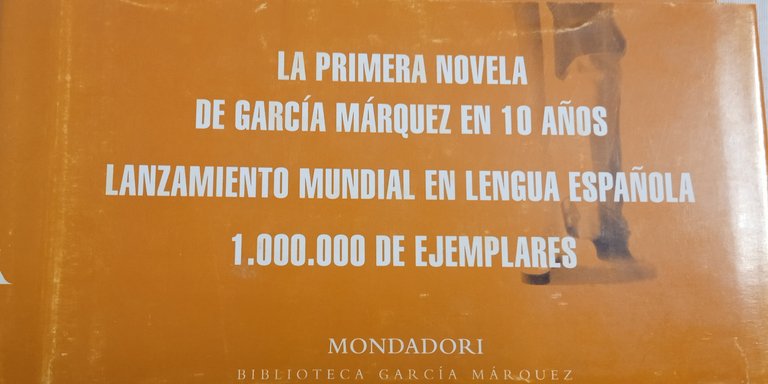 LA PRIMERA NOVELA
DE GARCÍA MÁRQUEZ EN 10 AÑOS
LANZAMIENTO MUNDIAL EN LENGUA ESPAÑOLA
1.000.000 DE EJEMPLARES
MONDADORI
BIBLIOTECA GARCÍA MÁRQUEZ